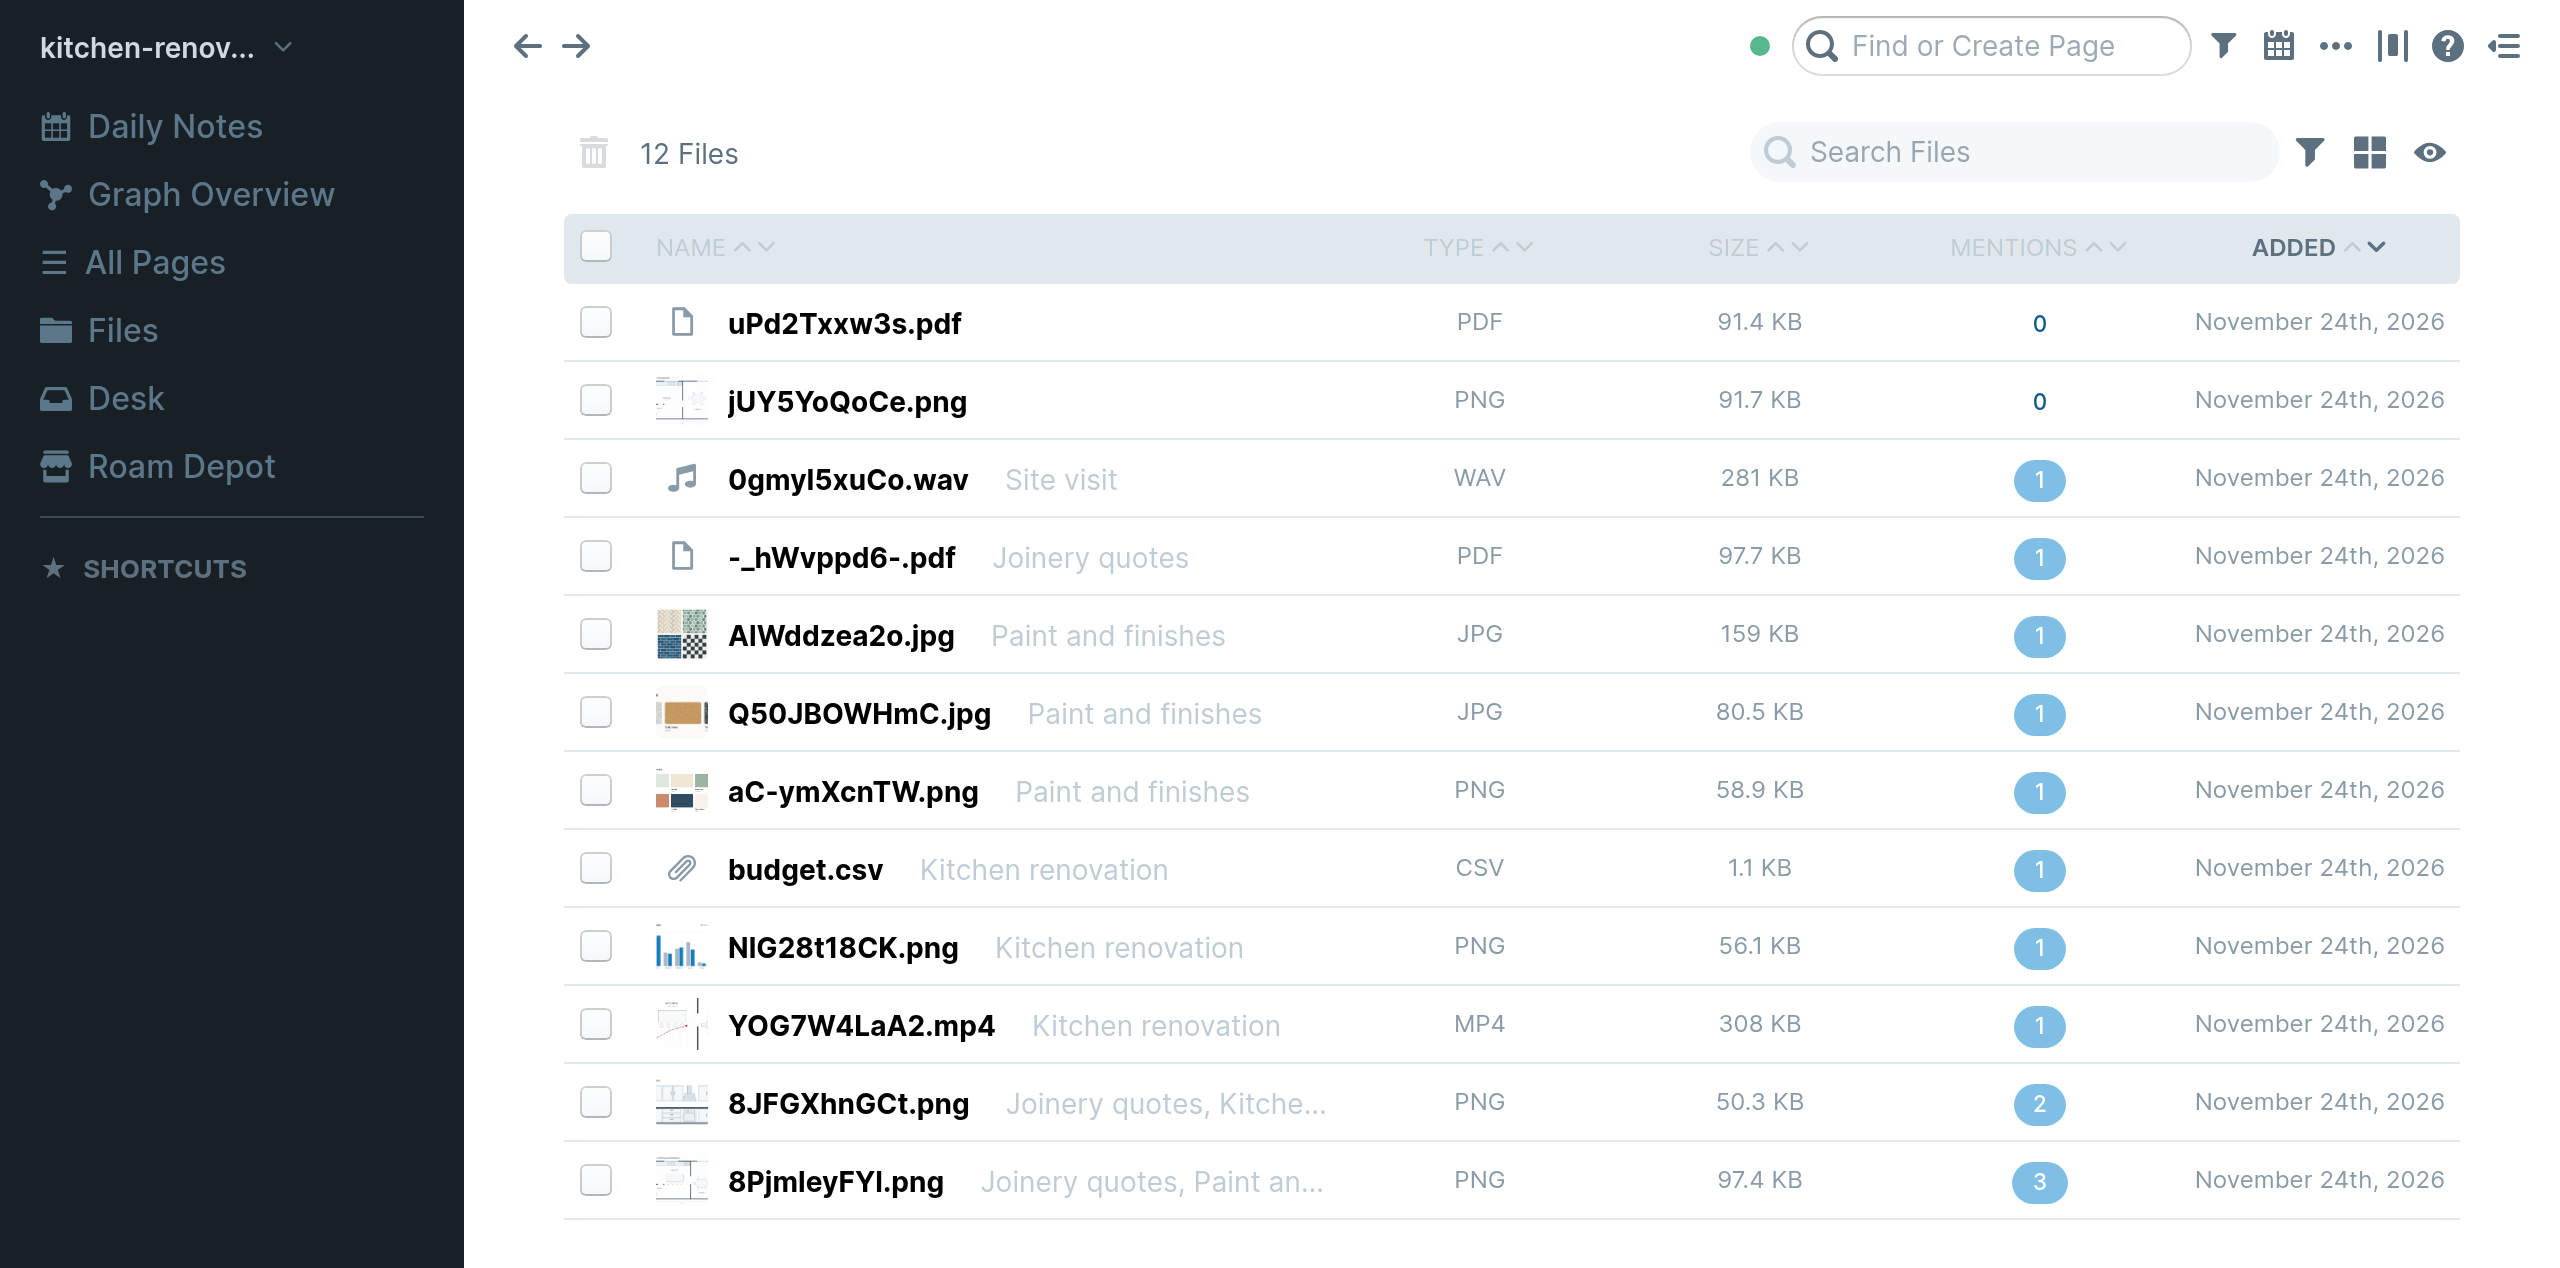 kitchen-renov...
Find or Create Page
Daily Notes
Graph Overview
All Pages
Files
Desk
Roam Depot
SHORTCUTS
12 Files
Search Files
NAME TYPE SIZE MENTIONS ADDED
uPd2Txxw3s.pdf PDF 91.4 KB 0 November 24th, 2026
jUY5YoQoCe.png PNG 91.7 KB 0 November 24th, 2026
0gmyI5xuCo.wav Site visit WAV 281 KB 1 November 24th, 2026
-_hWvppd6-.pdf Joinery quotes PDF 97.7 KB 1 November 24th, 2026
AlWddzea2o.jpg Paint and finishes JPG 159 KB 1 November 24th, 2026
Q50JBOWHmC.jpg Paint and finishes JPG 80.5 KB 1 November 24th, 2026
aC-ymXcnTW.png Paint and finishes PNG 58.9 KB 1 November 24th, 2026
budget.csv Kitchen renovation CSV 1.1 KB 1 November 24th, 2026
NIG28t18CK.png Kitchen renovation PNG 56.1 KB 1 November 24th, 2026
YOG7W4LaA2.mp4 Kitchen renovation MP4 308 KB 1 November 24th, 2026
8JFGXhnGCt.png Joinery quotes, Kitche... PNG 50.3 KB 2 November 24th, 2026
8PjmleyFYI.png Joinery quotes, Paint an... PNG 97.4 KB 3 November 24th, 2026